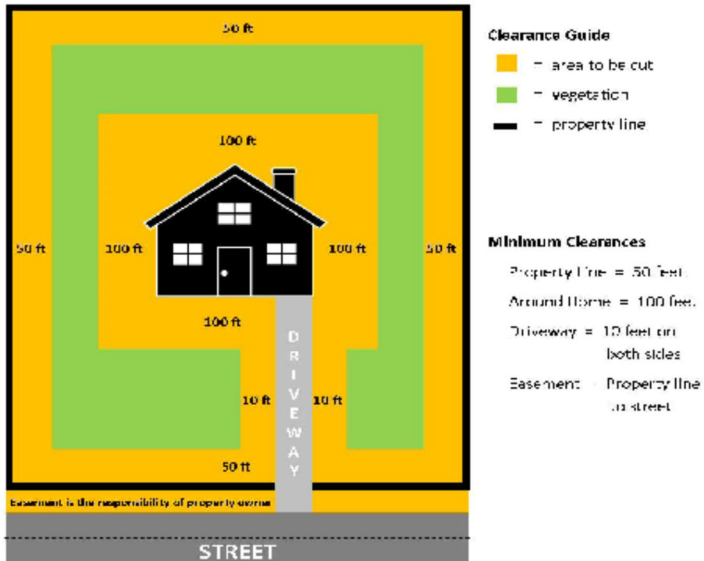 50 ft
100 ft
50 ft
100 ft
100 ft
50 ft
100 ft
10 ft
10 ft
50 ft
DRIVEWAY
Easement is the responsibility of property owner
STREET
Clearance Guide
= area to be cut
= vegetation
= property line
Minimum Clearances
Property Line = 50 feet
Around Home = 100 feet
Driveway = 10 feet on
both sides
Easement - Property line
to street